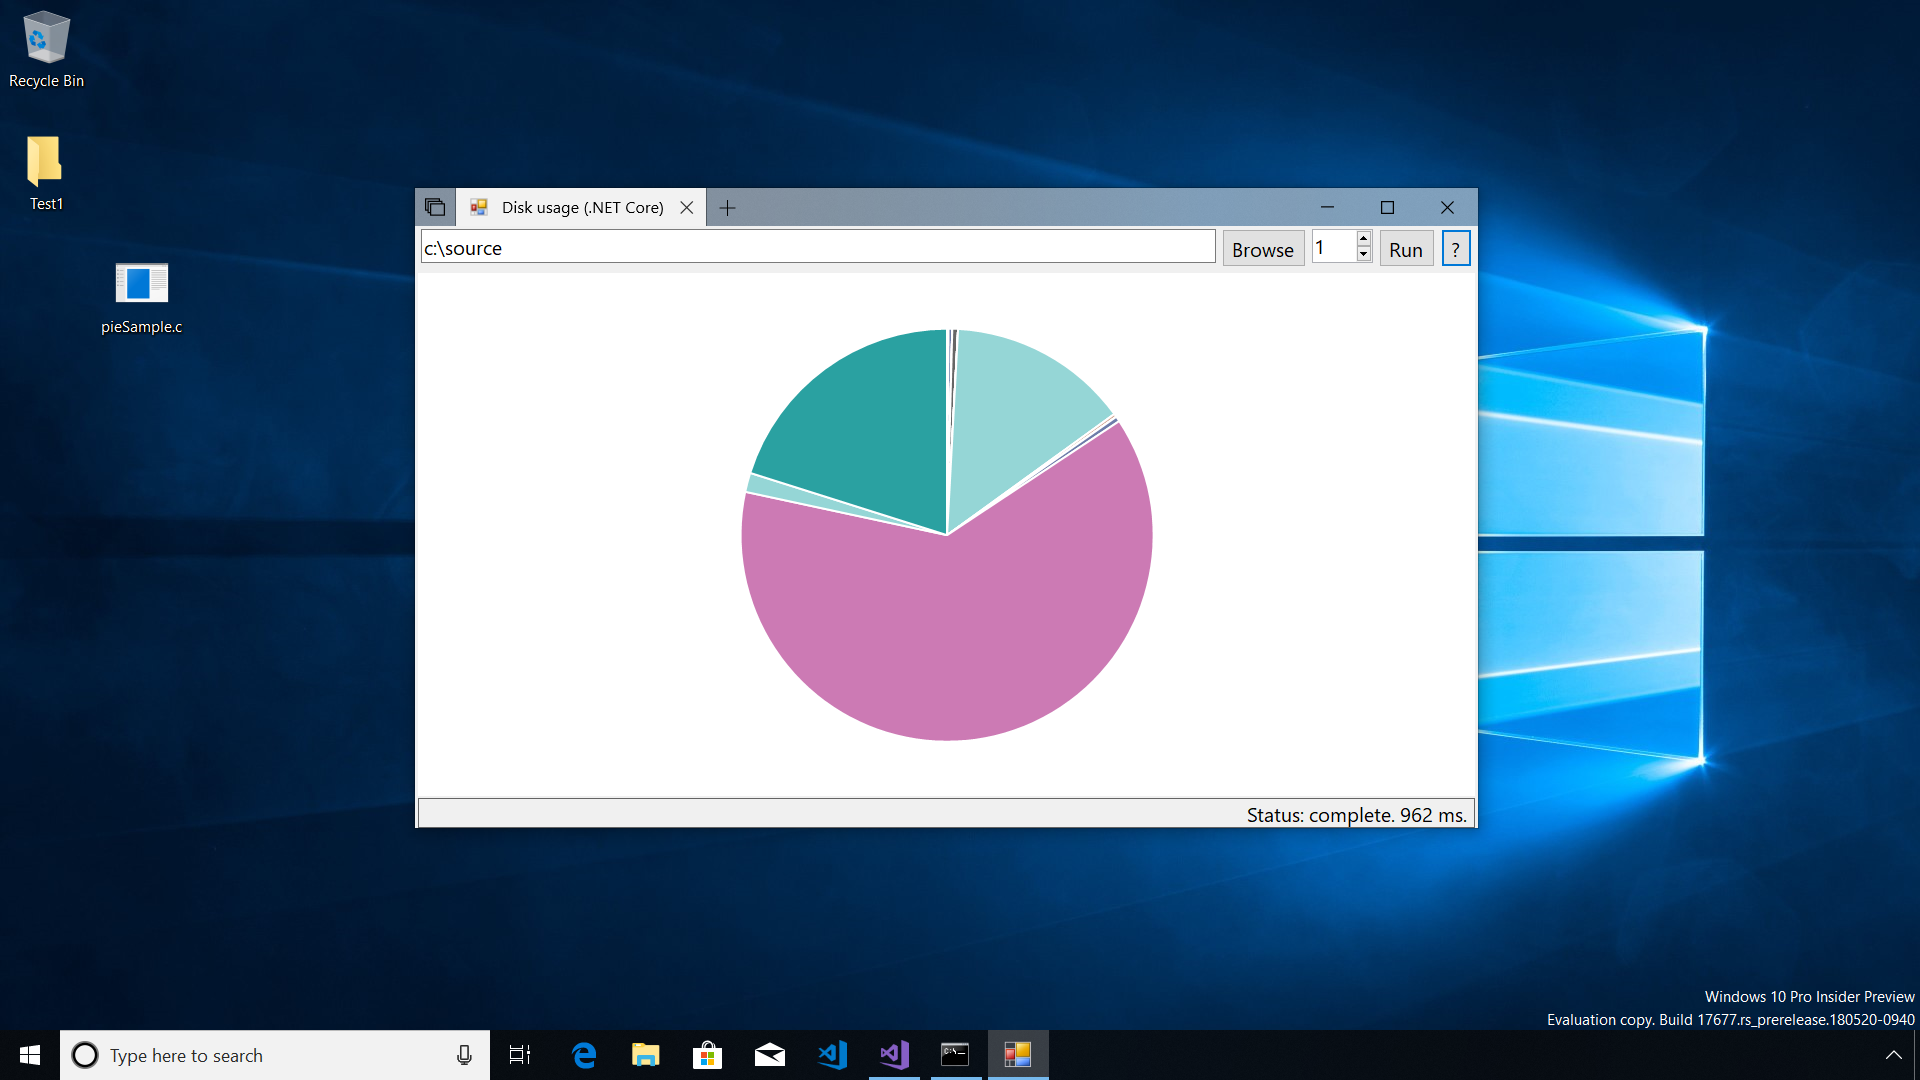 Recycle Bin
Test1
pieSample.c
Disk usage (.NET Core)
c:\source
Browse
1
Run
?
Status: complete. 962 ms.
Windows 10 Pro Insider Preview
Evaluation copy. Build 17677.rs_prerelease.180520-0940
Type here to search